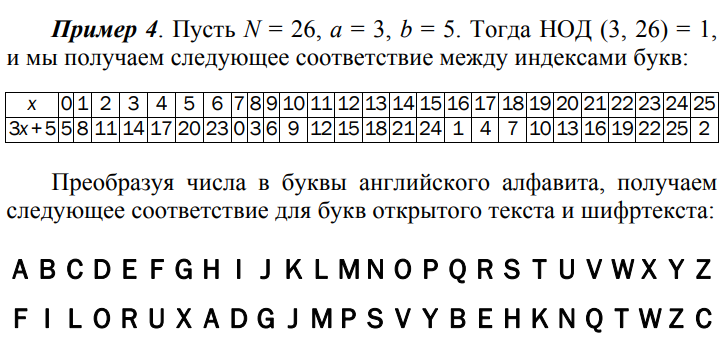 Пример 4. Пусть N = 26, a = 3, b = 5. Тогда НОД (3, 26) = 1,
и мы получаем следующее соответствие между индексами букв:
x 0 1 2 3 4 5 6 7 8 9 10 11 12 13 14 15 16 17 18 19 20 21 22 23 24 25
3x+5 5 8 11 14 17 20 23 0 3 6 9 12 15 18 21 24 1 4 7 10 13 16 19 22 25 2
Преобразуя числа в буквы английского алфавита, получаем
следующее соответствие для букв открытого текста и шифртекста:
A B C D E F G H I J K L M N O P Q R S T U V W X Y Z
F I L O R U X A D G J M P S V Y B E H K N Q T W Z C